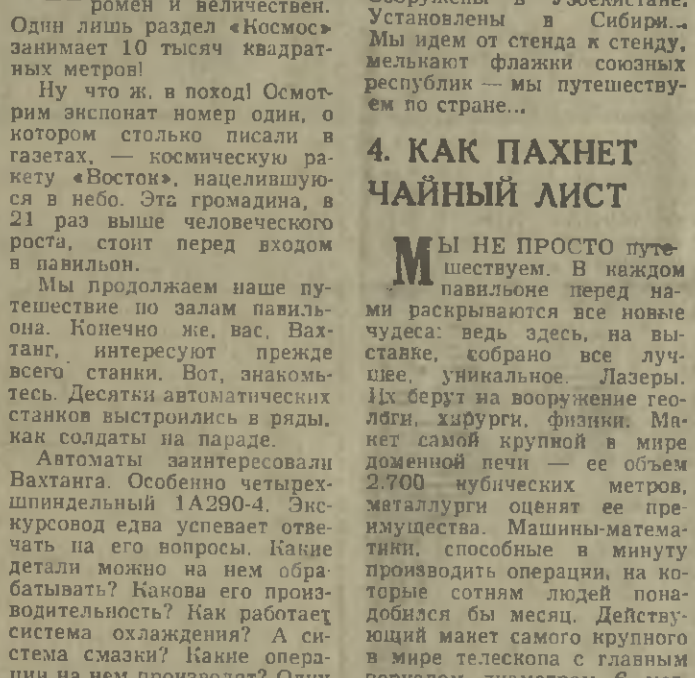 ромен и величествен.
Один лишь раздел «Космос»
занимает 10 тысяч квадрат-
ных метров!
Ну что ж, в поход! Осмот-
рим экспонат номер один, о
котором столько писали в
газетах, — космическую ра-
кету «Восток», нацелившую-
ся в небо. Эта громадина, в
21 раз выше человеческого
роста, стоит перед входом
в павильон.
Мы продолжаем наше пу-
тешествие по залам павиль-
она. Конечно же, вас, Вах-
танг, интересуют прежде
всего станки. Вот, знакомь-
тесь. Десятки автоматических
станков выстроились в ряды,
как солдаты на параде.
Автоматы заинтересовали
Вахтанга. Особенно четырех-
шпиндельный 1А290-4. Экс-
курсовод едва успевает отве-
чать на его вопросы. Какие
детали можно на нем обра-
батывать? Какова его произ-
водительность? Как работает
система охлаждения? А си-
стема смазки? Какие опера-
ции на нем производят? Один
в Узбекистане.
Установлены в Сибири...
Мы идем от стенда к стенду,
мелькают флажки союзных
республик — мы путешеству-
ем по стране...
4. КАК ПАХНЕТ
ЧАЙНЫЙ ЛИСТ
МЫ НЕ ПРОСТО путе-
шествуем. В каждом
павильоне перед на-
ми раскрываются все новые
чудеса: ведь здесь, на вы-
ставке, собрано все луч-
шее, уникальное. Лазеры.
Их берут на вооружение гео-
логи, хирурги, физики. Ма-
кет самой крупной в мире
доменной печи — ее объем
2.700 кубических метров,
металлурги оценят ее пре-
имущества. Машины-матема-
тики, способные в минуту
производить операции, на ко-
торые сотням людей пона-
добился бы месяц. Действу-
ющий макет самого крупного
в мире телескопа с главным
зеркалом диаметром 6 мет-